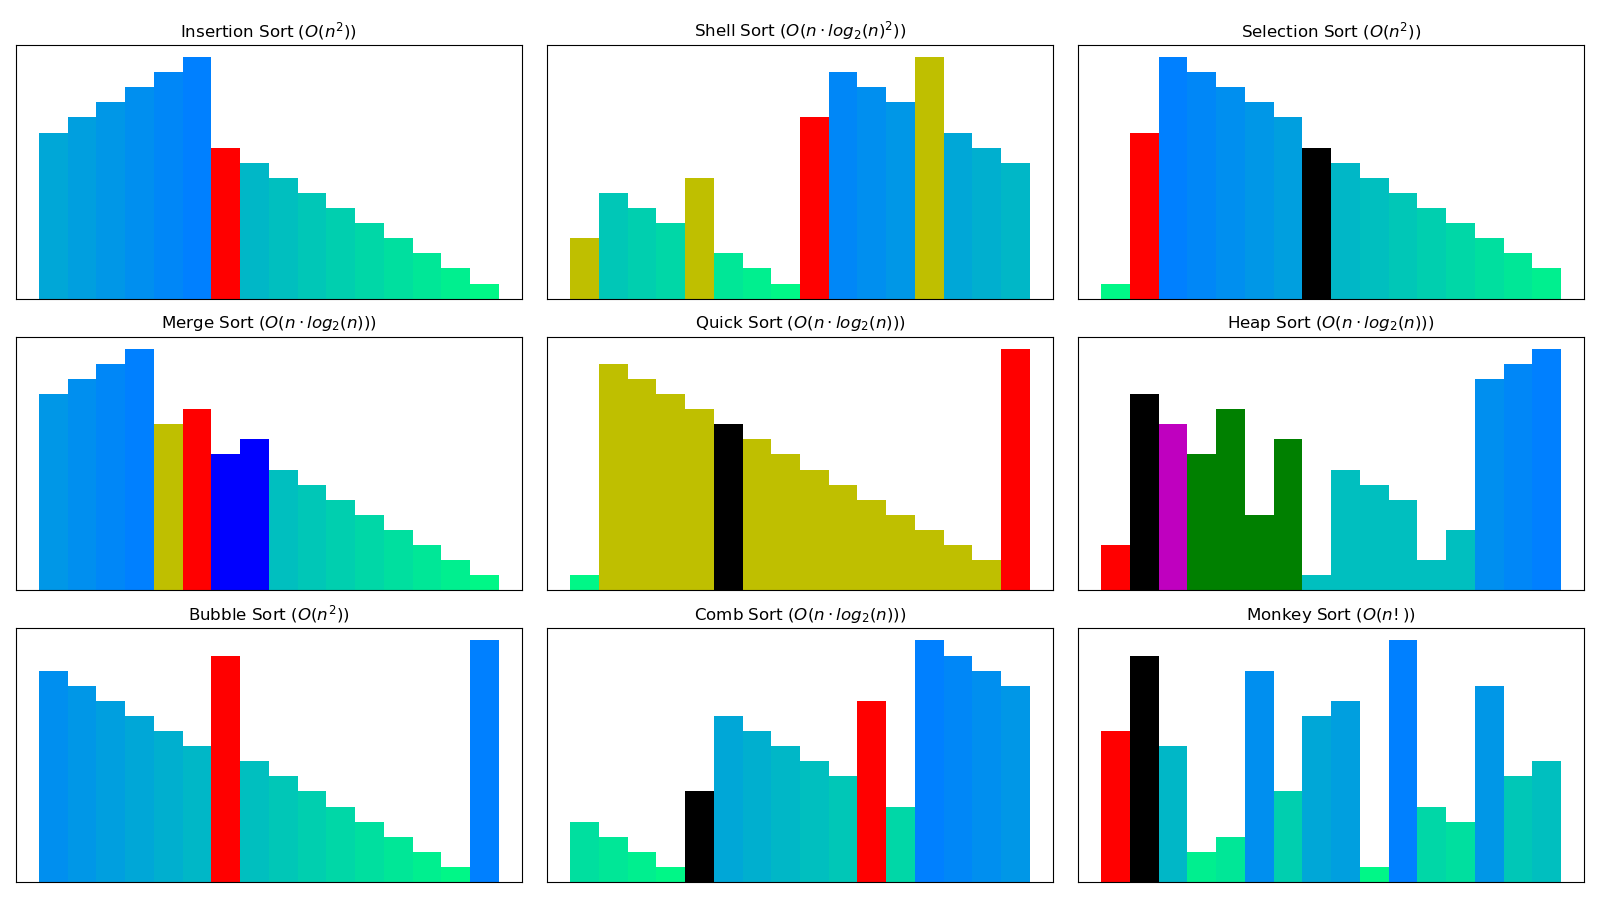 Insertion Sort (O(n²))
Shell Sort (O(n · log₂(n)²))
Selection Sort (O(n²))
Merge Sort (O(n · log₂(n)))
Quick Sort (O(n · log₂(n)))
Heap Sort (O(n · log₂(n)))
Bubble Sort (O(n²))
Comb Sort (O(n · log₂(n)))
Monkey Sort (O(n! ))